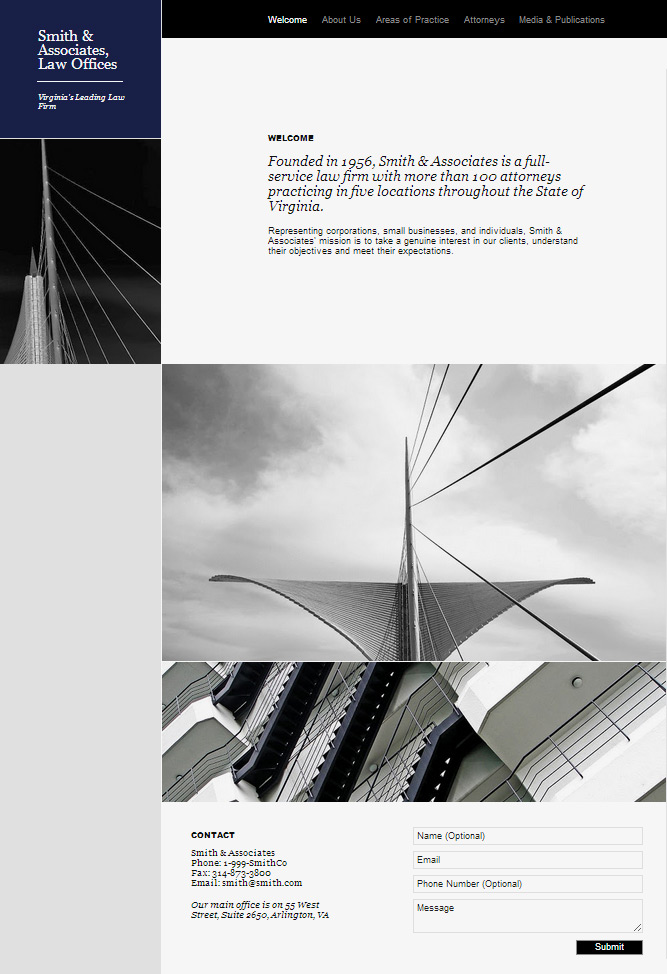 Smith &
Associates,
Law Offices
Virginia's Leading Law
Firm
Welcome About Us Areas of Practice Attorneys Media & Publications
WELCOME
Founded in 1956, Smith & Associates is a full-
service law firm with more than 100 attorneys
practicing in five locations throughout the State of
Virginia.
Representing corporations, small businesses, and individuals, Smith &
Associates' mission is to take a genuine interest in our clients, understand
their objectives and meet their expectations.
CONTACT
Smith & Associates
Phone: 1-999-SmithCo
Fax: 314-873-3800
Email: smith@smith.com
Our main office is on 55 West
Street, Suite 2650, Arlington, VA
Name (Optional)
Email
Phone Number (Optional)
Message
Submit